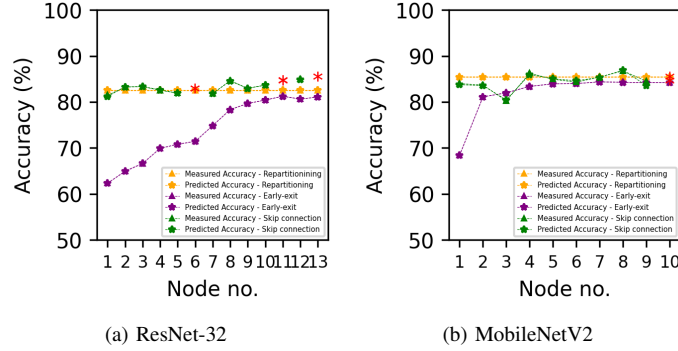 100
90
80
70
60
50
Accuracy (%)
Measured Accuracy - Repartitionining
Predicted Accuracy - Repartitioning
Measured Accuracy - Early-exit
Predicted Accuracy - Early-exit
Measured Accuracy - Skip connection
Predicted Accuracy - Skip connection
1 2 3 4 5 6 7 8 9 10 11 12 13
Node no.
(a) ResNet-32
100
90
80
70
60
50
Accuracy (%)
Measured Accuracy - Repartitioning
Predicted Accuracy - Repartitioning
Measured Accuracy - Early-exit
Predicted Accuracy - Early-exit
Measured Accuracy - Skip connection
Predicted Accuracy - Skip connection
1 2 3 4 5 6 7 8 9 10
Node no.
(b) MobileNetV2